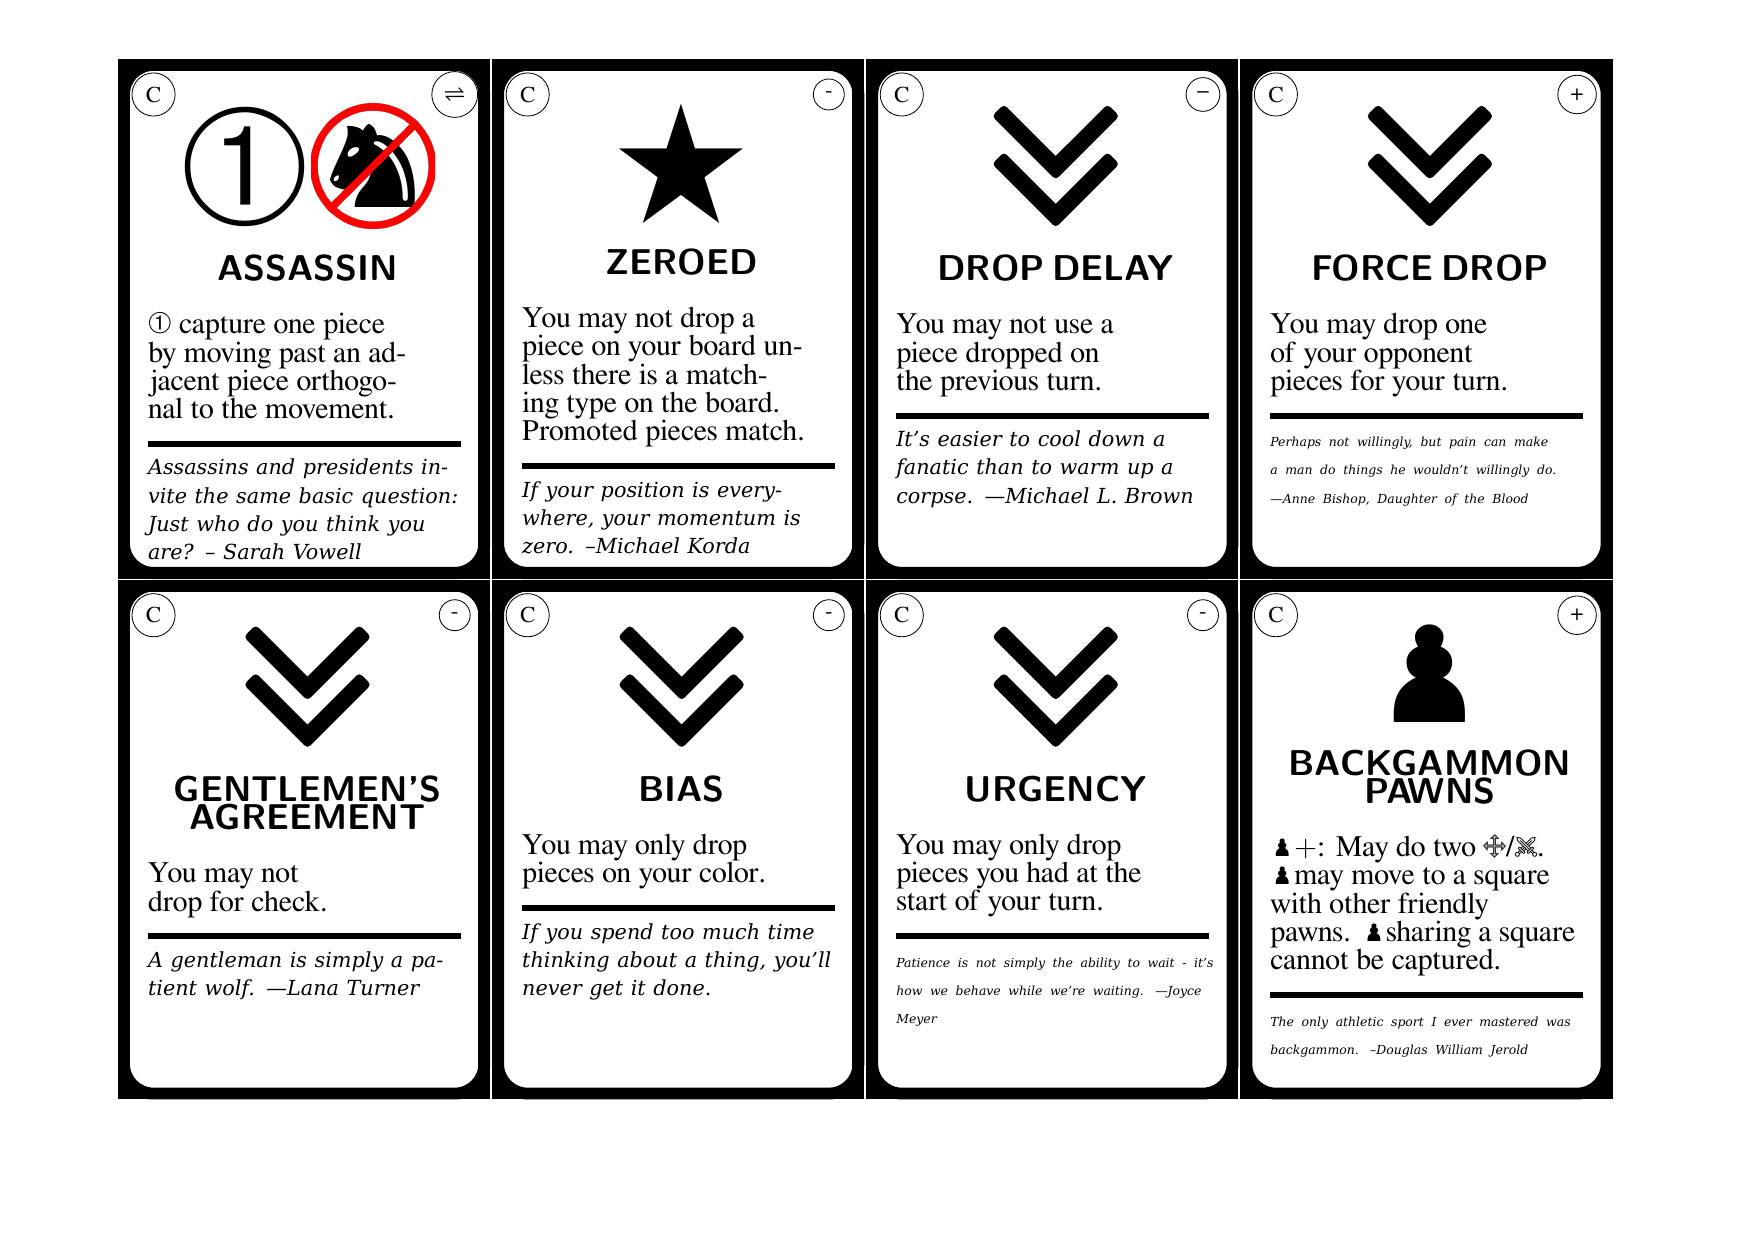 C ⇌
①
ASSASSIN
① capture one piece
by moving past an ad-
jacent piece orthogo-
nal to the movement.
Assassins and presidents in-
vite the same basic question:
Just who do you think you
are? – Sarah Vowell
C -
ZEROED
You may not drop a
piece on your board un-
less there is a match-
ing type on the board.
Promoted pieces match.
If your position is every-
where, your momentum is
zero. –Michael Korda
C −
DROP DELAY
You may not use a
piece dropped on
the previous turn.
It’s easier to cool down a
fanatic than to warm up a
corpse. —Michael L. Brown
C +
FORCE DROP
You may drop one
of your opponent
pieces for your turn.
Perhaps not willingly, but pain can make
a man do things he wouldn’t willingly do.
—Anne Bishop, Daughter of the Blood
C -
GENTLEMEN’S
AGREEMENT
You may not
drop for check.
A gentleman is simply a pa-
tient wolf. —Lana Turner
C -
BIAS
You may only drop
pieces on your color.
If you spend too much time
thinking about a thing, you’ll
never get it done.
C -
URGENCY
You may only drop
pieces you had at the
start of your turn.
Patience is not simply the ability to wait - it’s
how we behave while we’re waiting. —Joyce
Meyer
C +
BACKGAMMON
PAWNS
♟+: May do two ✥/⚔.
♟may move to a square
with other friendly
pawns. ♟sharing a square
cannot be captured.
The only athletic sport I ever mastered was
backgammon. –Douglas William Jerold